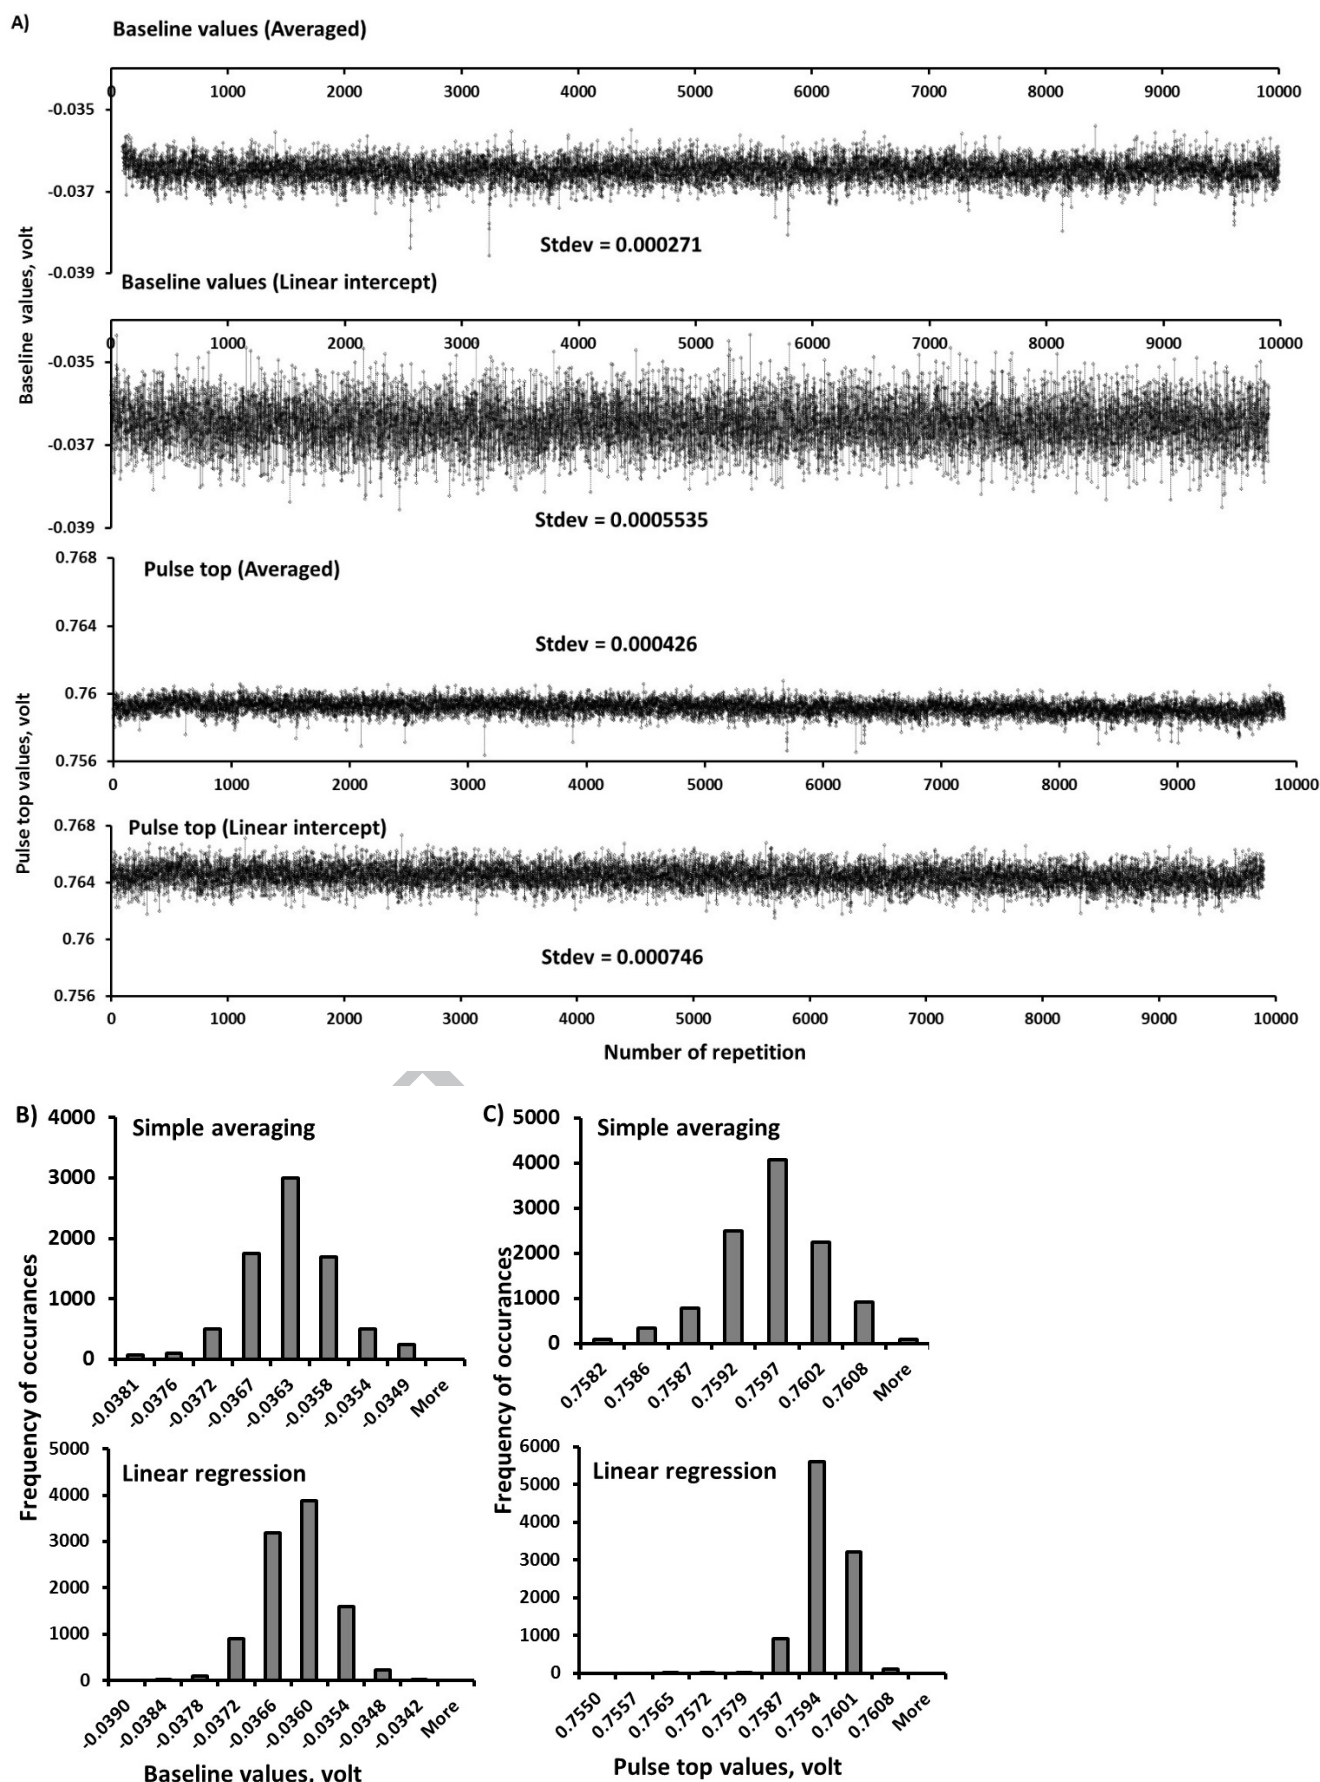 A)
Baseline values (Averaged)
0 1000 2000 3000 4000 5000 6000 7000 8000 9000 10000
-0.035
-0.037
-0.039
Stdev = 0.000271
Baseline values, volt
Baseline values (Linear intercept)
0 1000 2000 3000 4000 5000 6000 7000 8000 9000 10000
-0.035
-0.037
-0.039
Stdev = 0.0005535
Pulse top (Averaged)
0.768
0.764
0.76
0.756
Stdev = 0.000426
0 1000 2000 3000 4000 5000 6000 7000 8000 9000 10000
Pulse top values, volt
Pulse top (Linear intercept)
0.768
0.764
0.76
0.756
Stdev = 0.000746
0 1000 2000 3000 4000 5000 6000 7000 8000 9000 10000
Number of repetition
B)
Simple averaging
4000
3000
2000
1000
0
-0.0381 -0.0376 -0.0372 -0.0367 -0.0363 -0.0358 -0.0354 -0.0349 More
Frequency of occurances
Linear regression
5000
4000
3000
2000
1000
0
-0.0390 -0.0384 -0.0378 -0.0372 -0.0366 -0.0360 -0.0354 -0.0348 -0.0342 More
Baseline values, volt
C)
Simple averaging
5000
4000
3000
2000
1000
0
0.7582 0.7586 0.7587 0.7592 0.7597 0.7602 0.7608 More
Frequency of occurances
Linear regression
6000
5000
4000
3000
2000
1000
0
0.7550 0.7557 0.7565 0.7572 0.7579 0.7587 0.7594 0.7601 0.7608 More
Pulse top values, volt